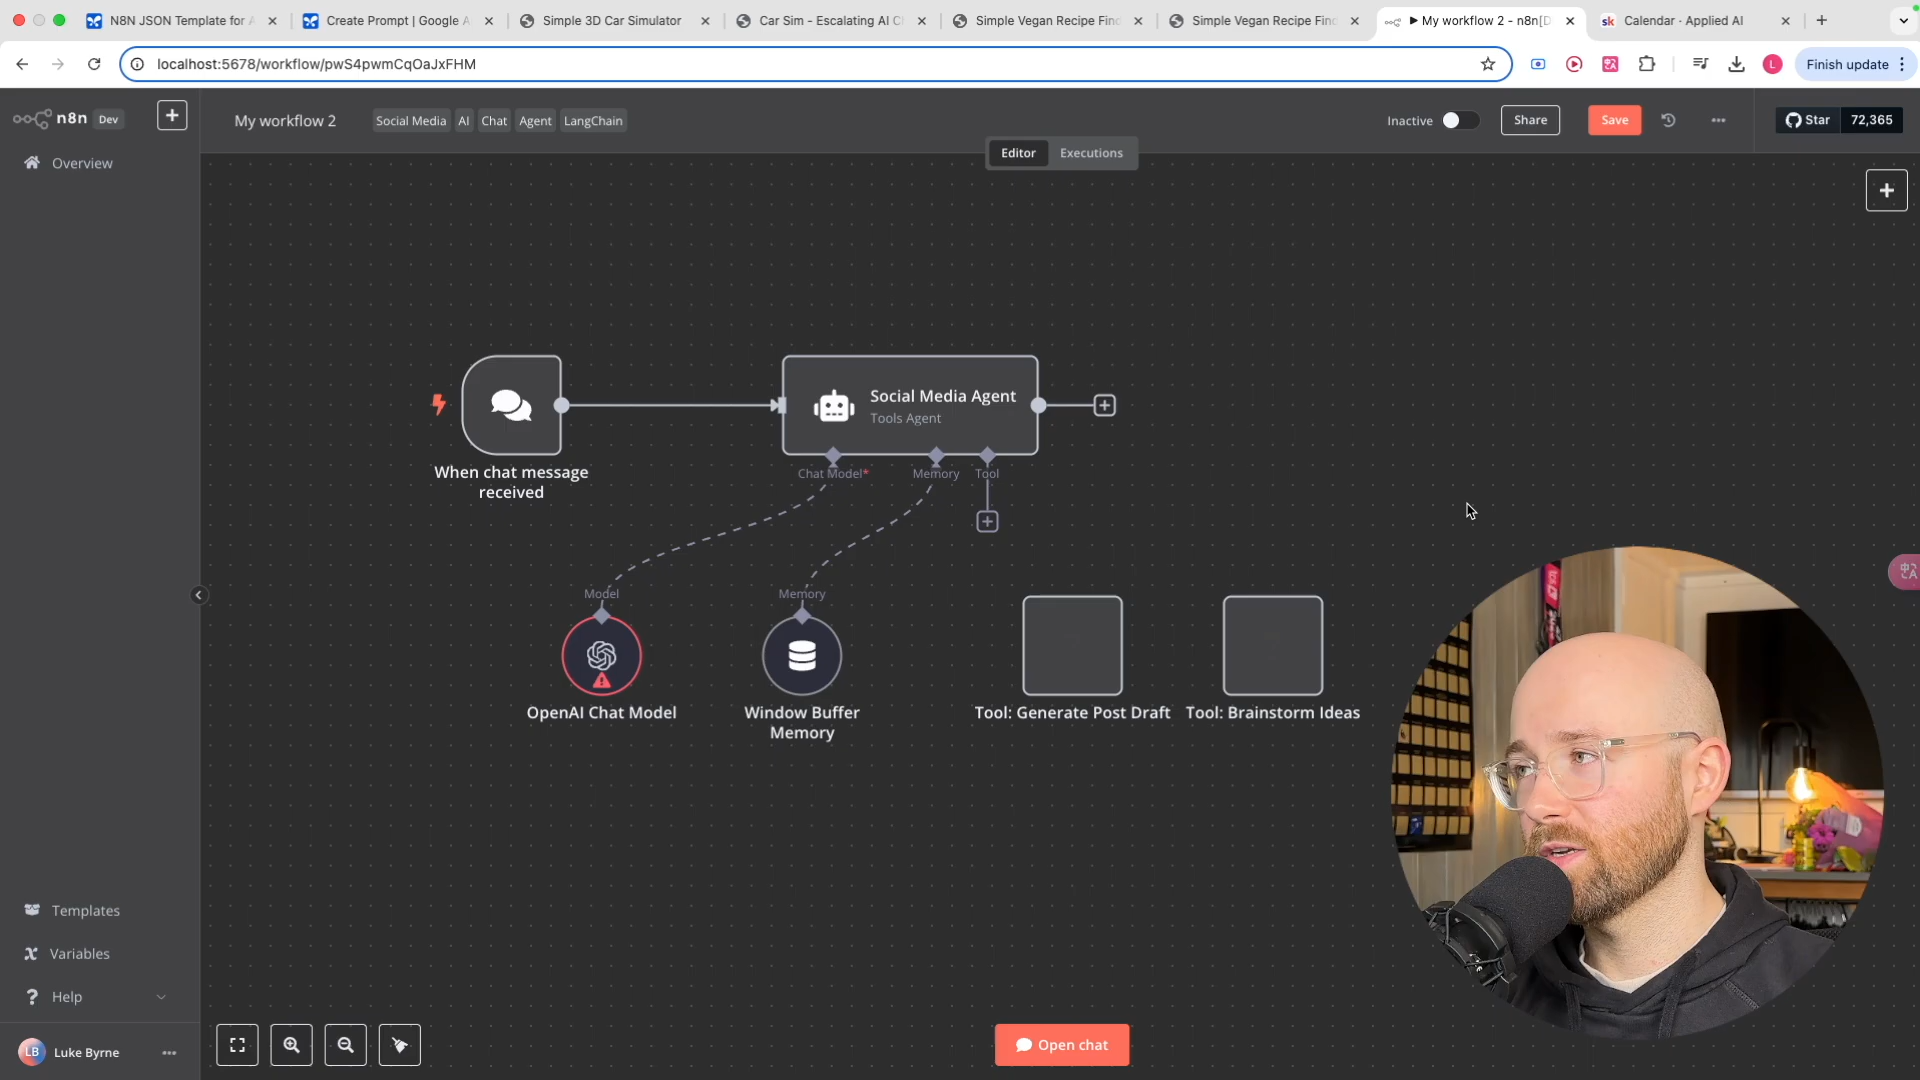 N8N JSON Template for A
Create Prompt | Google A
Simple 3D Car Simulator
Car Sim - Escalating AI C
Simple Vegan Recipe Find
Simple Vegan Recipe Find
▶ My workflow 2 - n8n[D
sk
Calendar · Applied AI
localhost:5678/workflow/pwS4pwmCqOaJxFHM
L
Finish update
n8n
Dev
My workflow 2
Social Media
AI
Chat
Agent
LangChain
Inactive
Share
Save
Star
72,365
Editor
Executions
Overview
Social Media Agent
Tools Agent
When chat message
received
Chat Model*
Memory
Tool
Model
Memory
OpenAI Chat Model
Window Buffer
Memory
Tool: Generate Post Draft
Tool: Brainstorm Ideas
Templates
Variables
Help
LB
Luke Byrne
Open chat